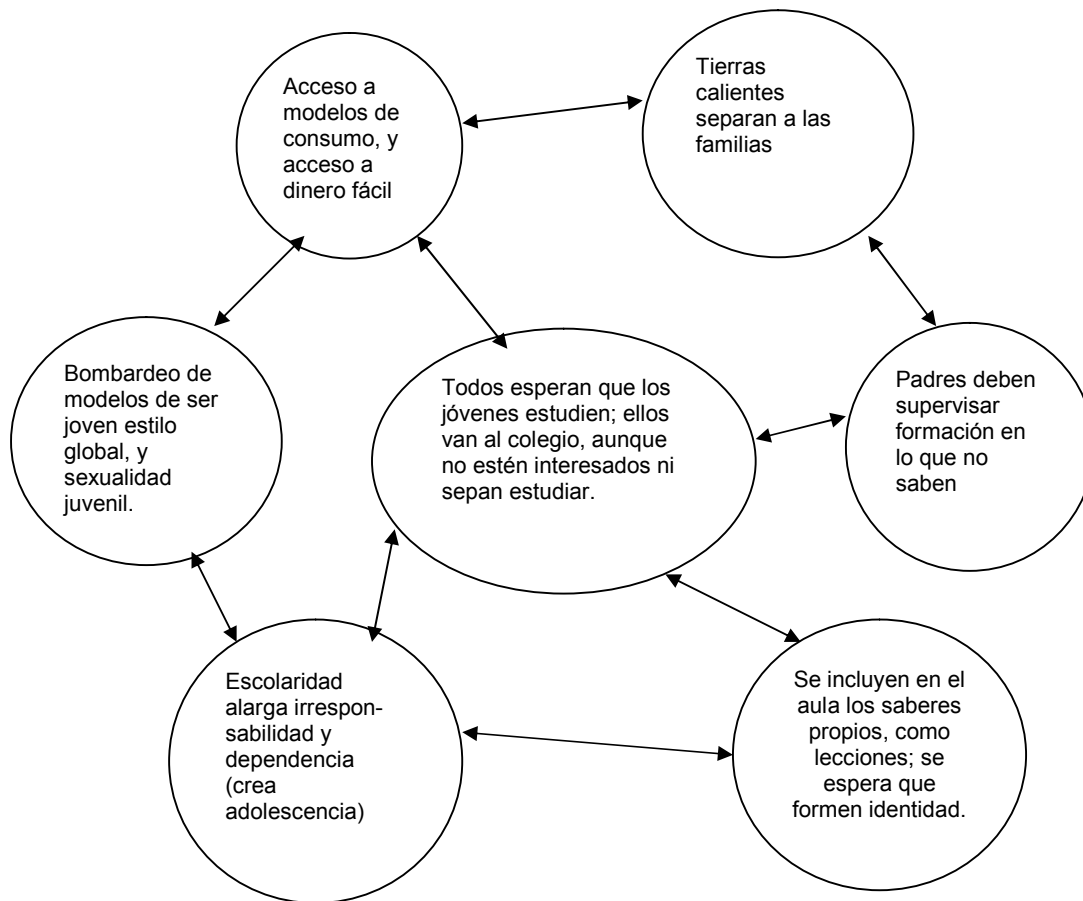 Acceso a
modelos de
consumo, y
acceso a
dinero fácil
Tierras
calientes
separan a las
familias
Bombardeo de
modelos de ser
joven estilo
global, y
sexualidad
juvenil.
Todos esperan que los
jóvenes estudien; ellos
van al colegio, aunque
no estén interesados ni
sepan estudiar.
Padres deben
supervisar
formación en
lo que no
saben
Escolaridad
alarga irrespon-
sabilidad y
dependencia
(crea
adolescencia)
Se incluyen en el
aula los saberes
propios, como
lecciones; se
espera que
formen identidad.